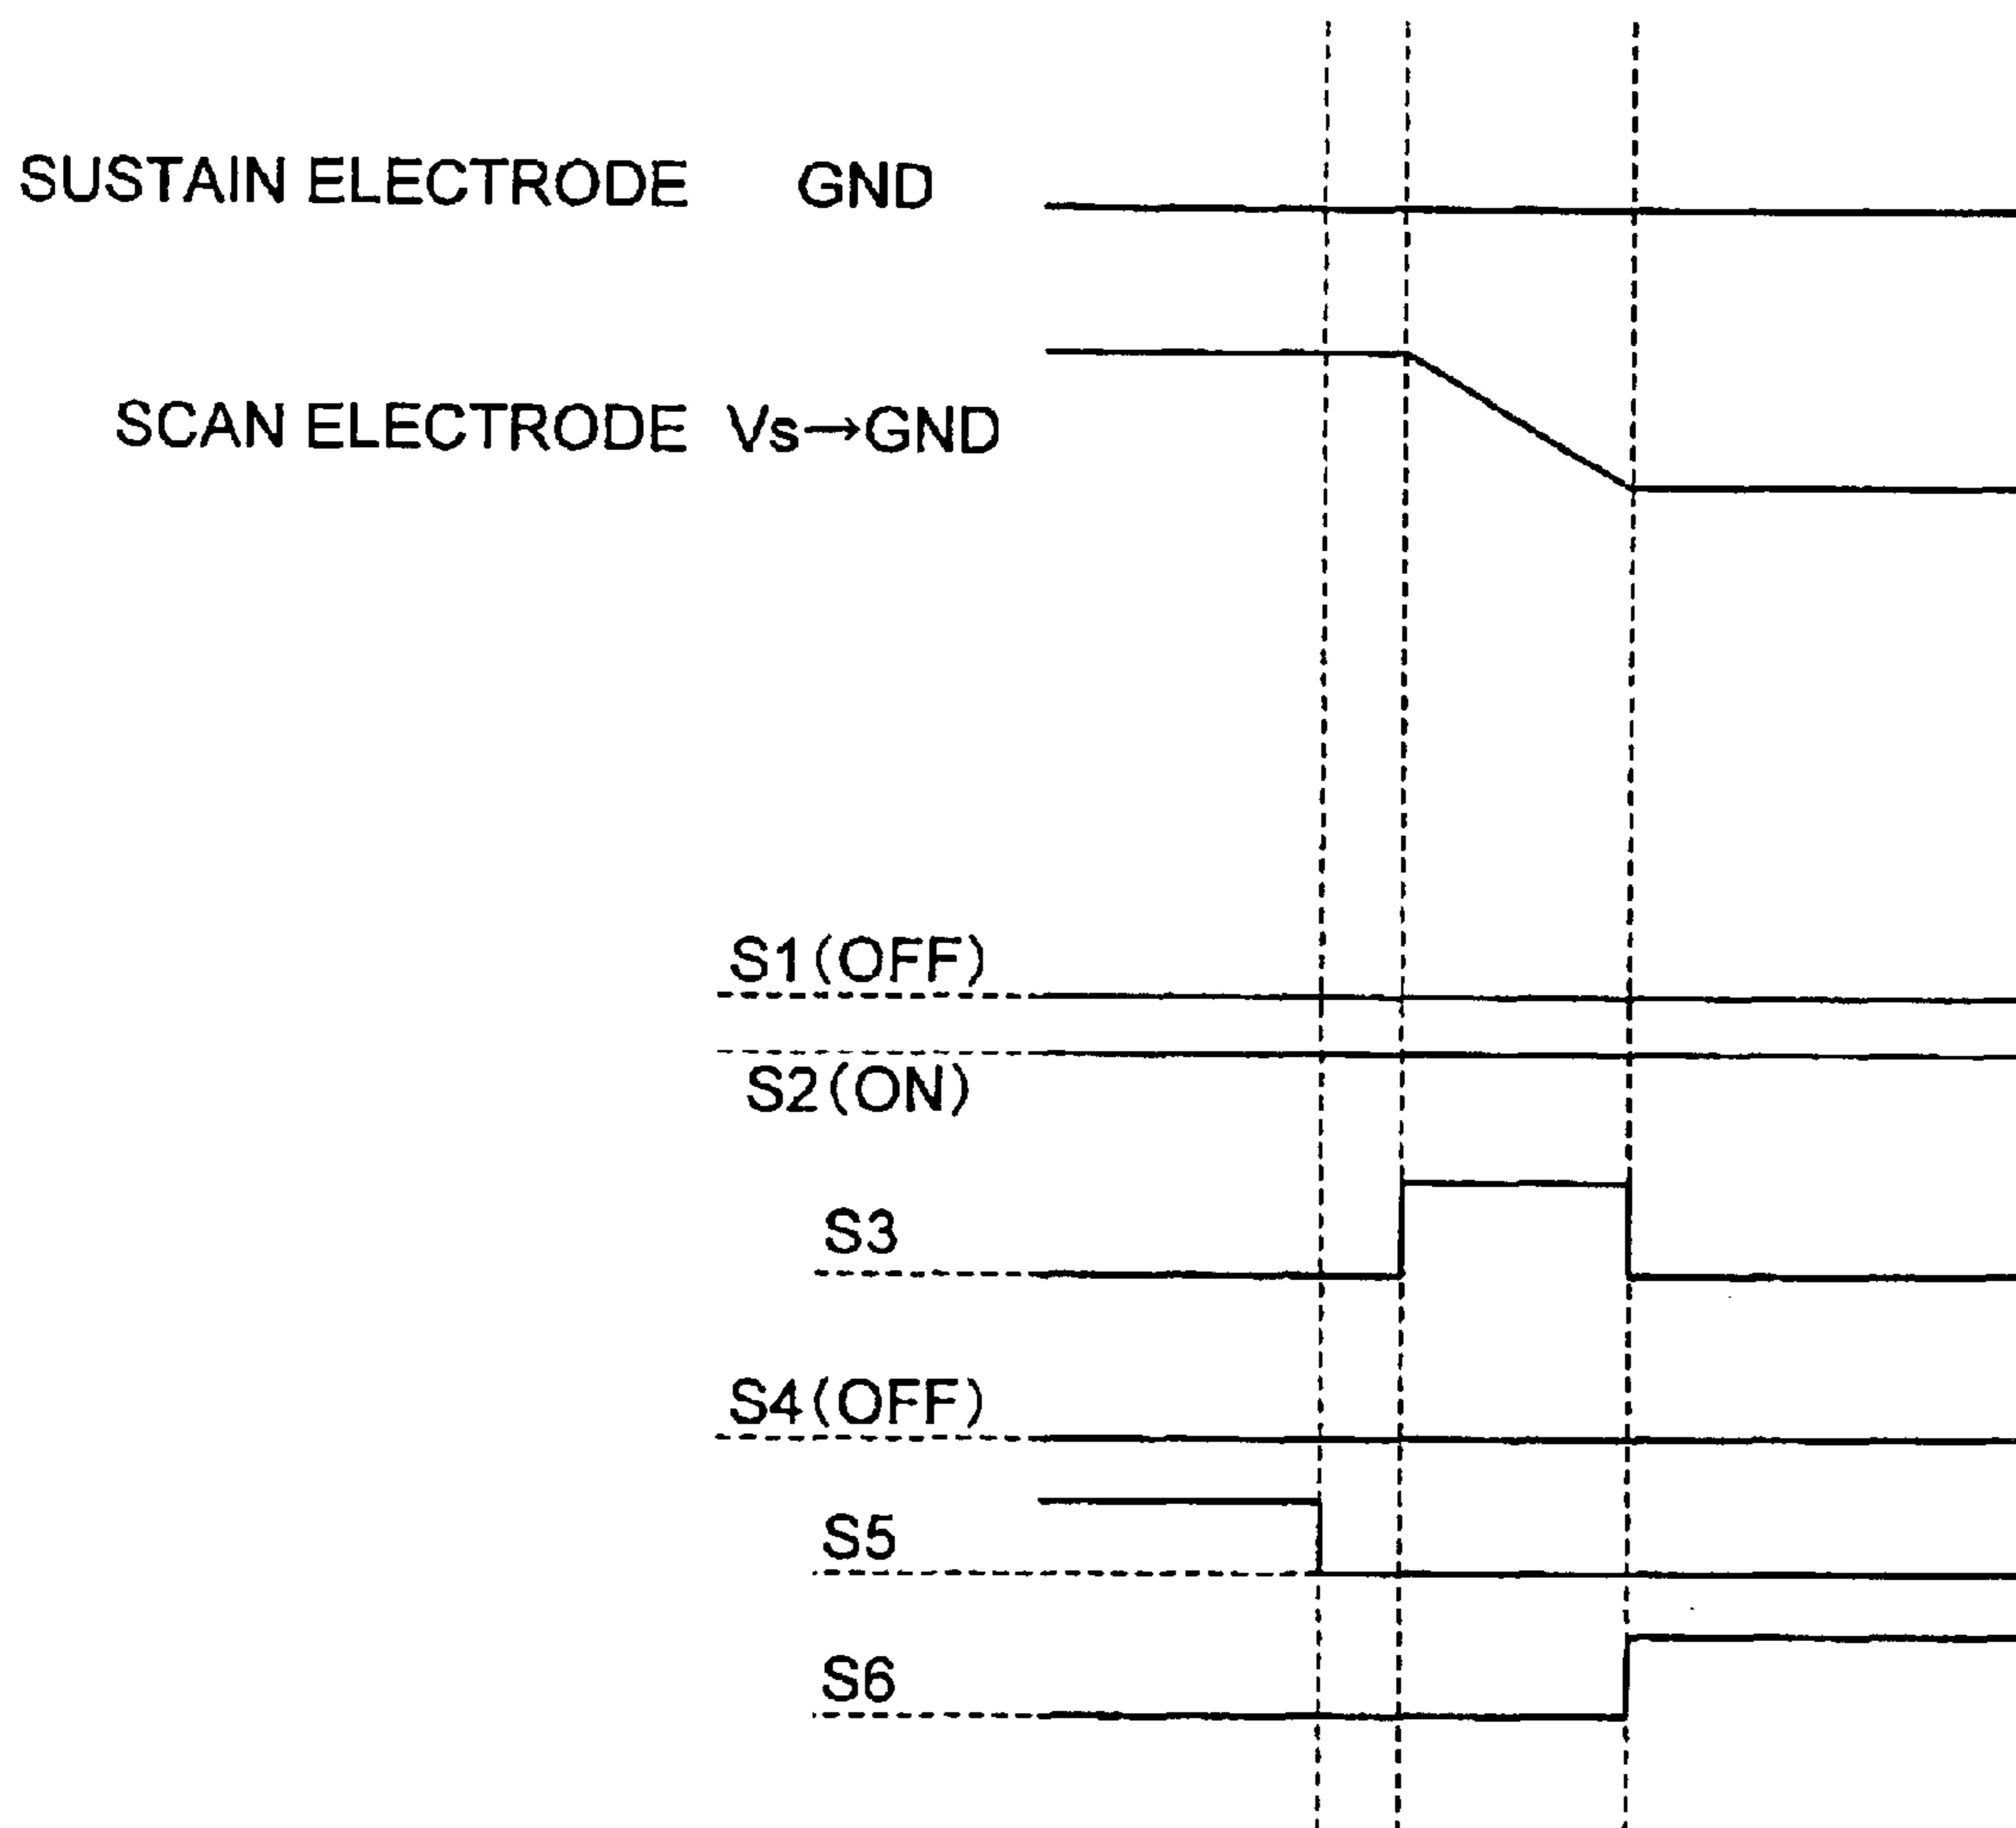 SUSTAIN ELECTRODE GND
SCAN ELECTRODE Vs→GND
S1(OFF)
S2(ON)
S3
S4(OFF)
S5
S6